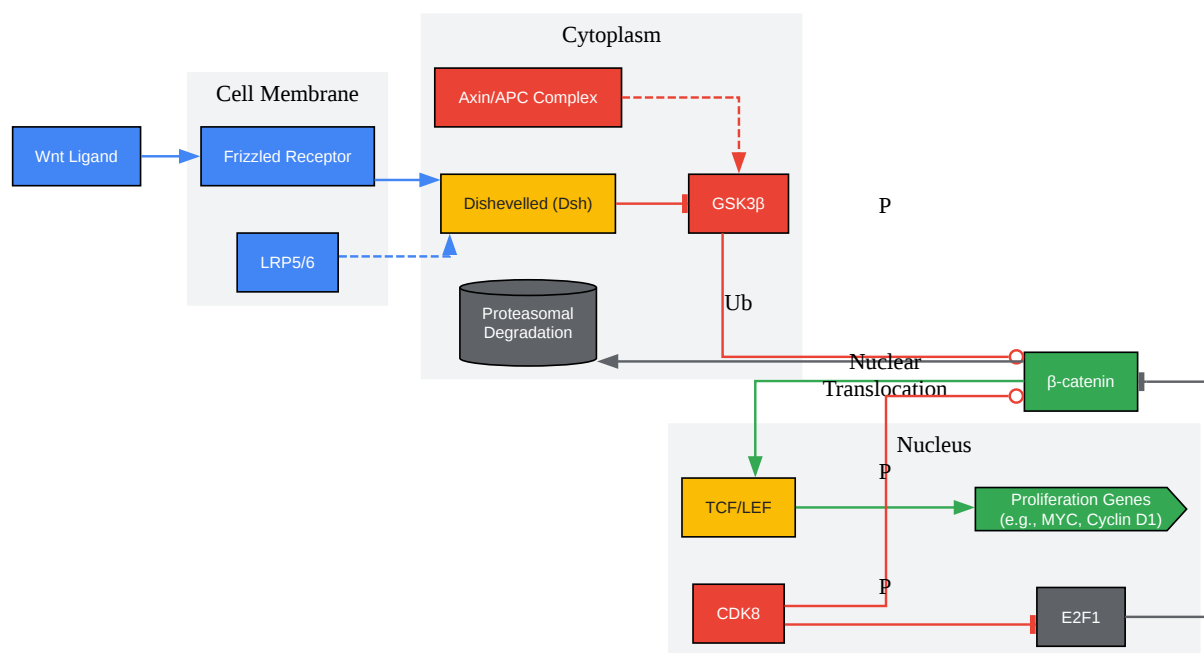 Cytoplasm
Cell Membrane
Axin/APC Complex
Wnt Ligand
Frizzled Receptor
Dishevelled (Dsh)
GSK3β
P
LRP5/6
Ub
Proteasomal
Degradation
Nuclear
Translocation
β-catenin
Nucleus
P
TCF/LEF
Proliferation Genes
(e.g., MYC, Cyclin D1)
P
CDK8
E2F1